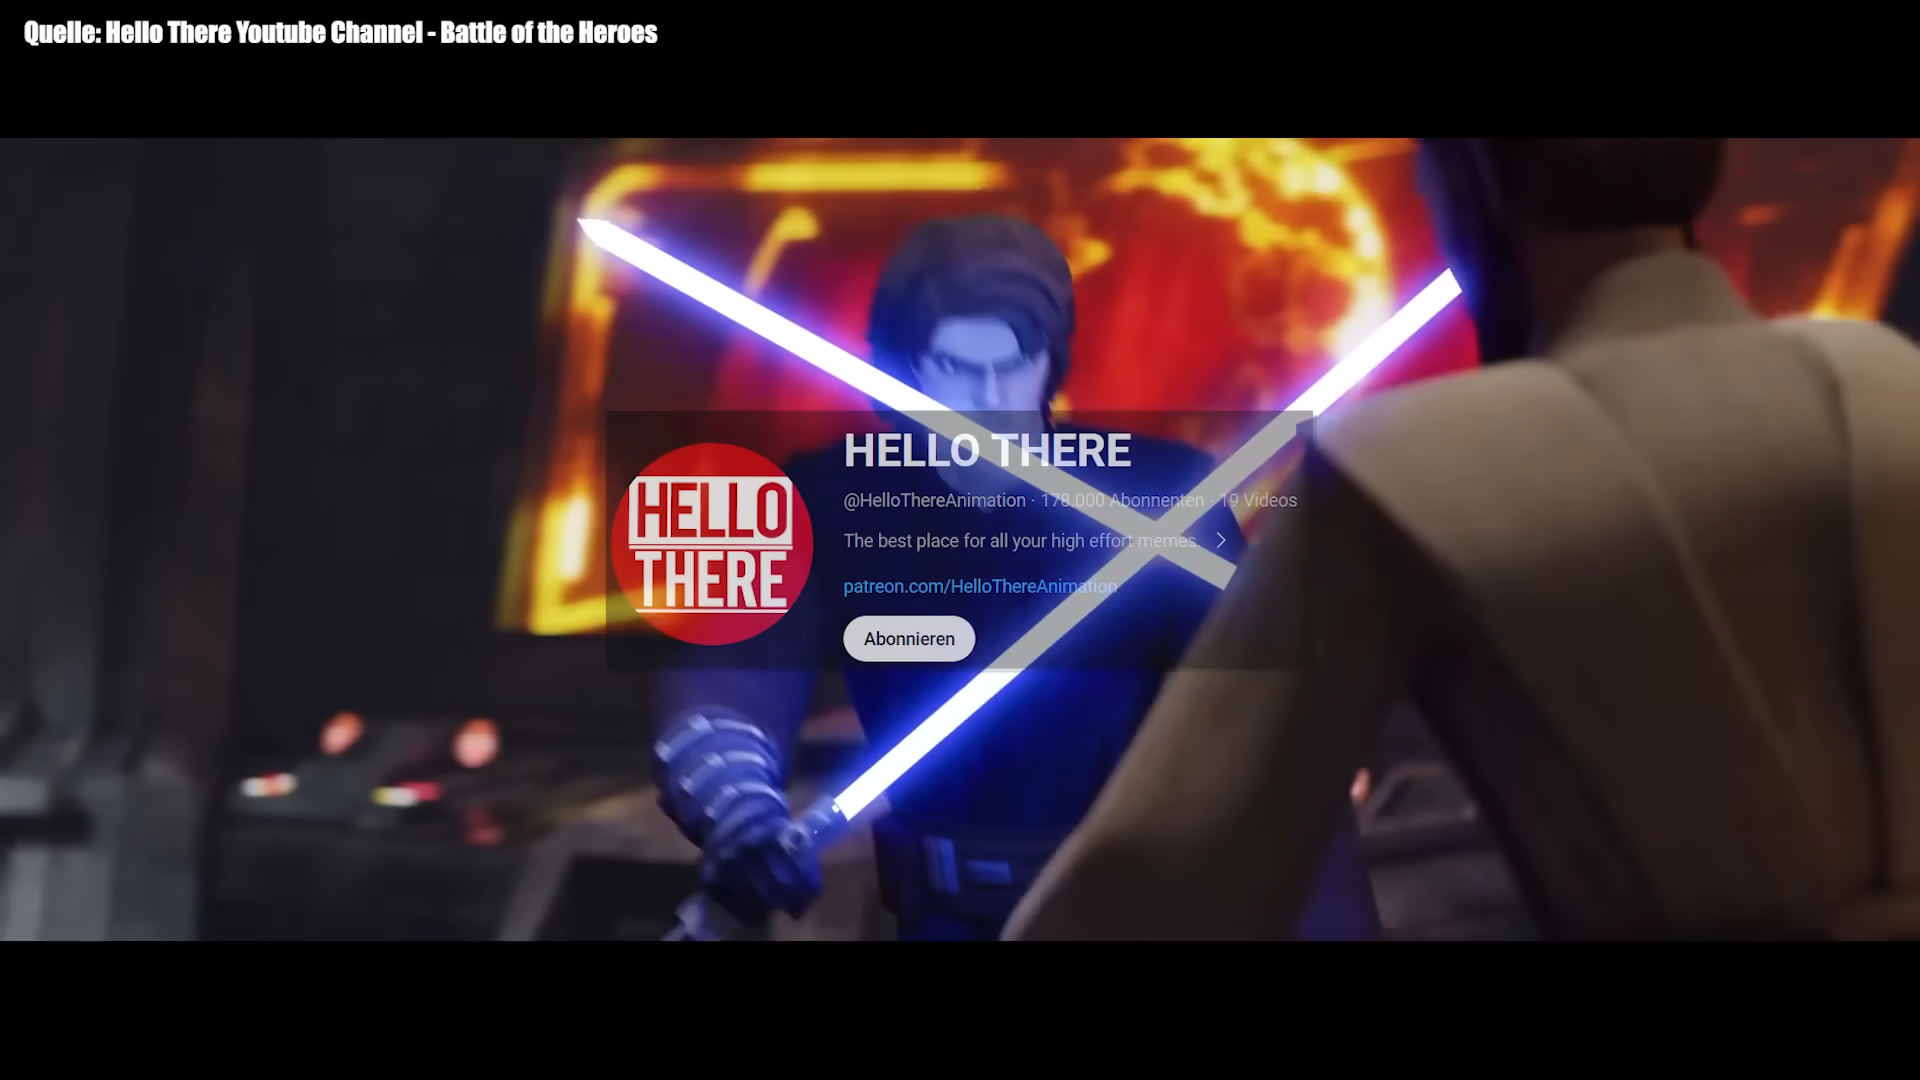 Quelle: Hello There Youtube Channel - Battle of the Heroes
HELLO THERE
@HelloThereAnimation · 178.000 Abonnenten · 19 Videos
The best place for all your high effort memes. >
patreon.com/HelloThereAnimation
Abonnieren
HELLO
THERE